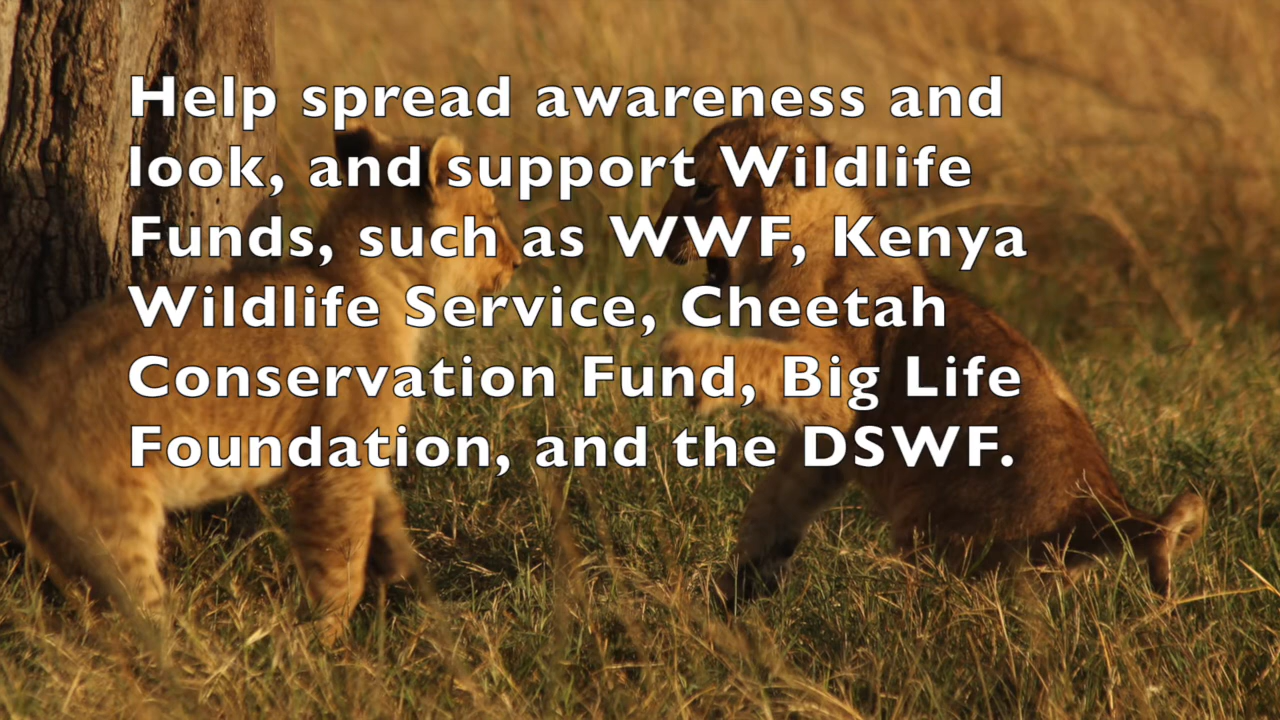 Help spread awareness and
look, and support Wildlife
Funds, such as WWF, Kenya
Wildlife Service, Cheetah
Conservation Fund, Big Life
Foundation, and the DSWF.